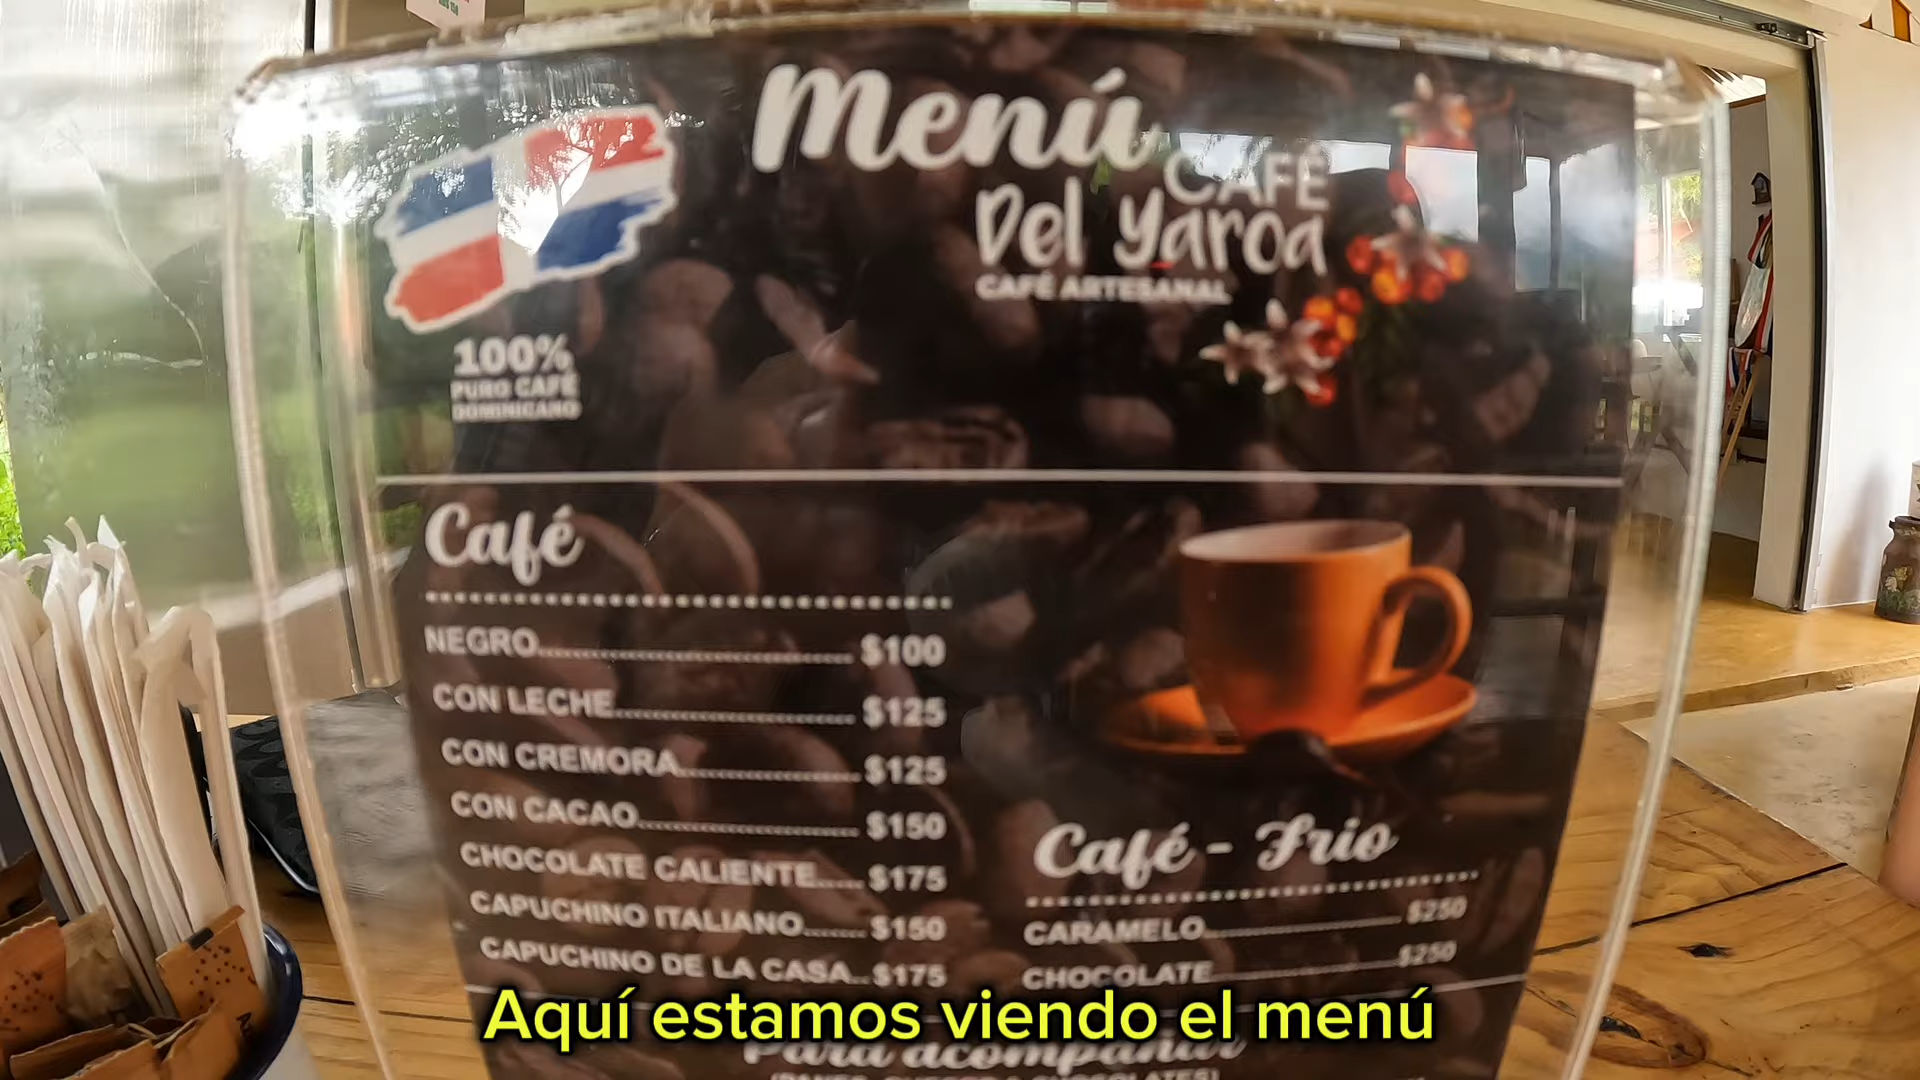 Menú
CAFÉ
Del Yaroa
CAFÉ ARTESANAL
100%
PURO CAFÉ
DOMINICANO
Café
NEGRO........ $100
CON LECHE........ $125
CON CREMORA........ $125
CON CACAO........ $150
CHOCOLATE CALIENTE..... $175
CAPUCHINO ITALIANO....... $150
CAPUCHINO DE LA CASA.. $175
Café - Frio
CARAMELO........ $250
CHOCOLATE........ $250
Aquí estamos viendo el menú
Para acompañar